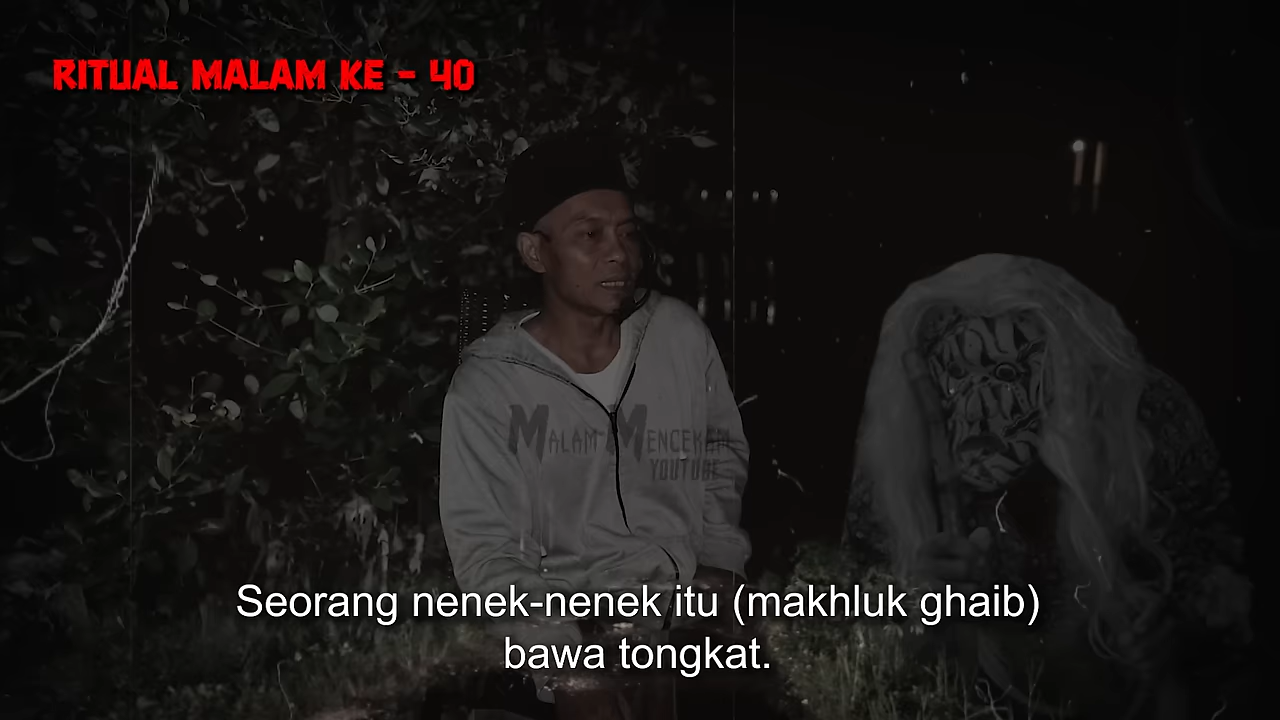 RITUAL MALAM KE - 40
MALAM MENCEKAM
YOUTUBE
Seorang nenek-nenek itu (makhluk ghaib)
bawa tongkat.